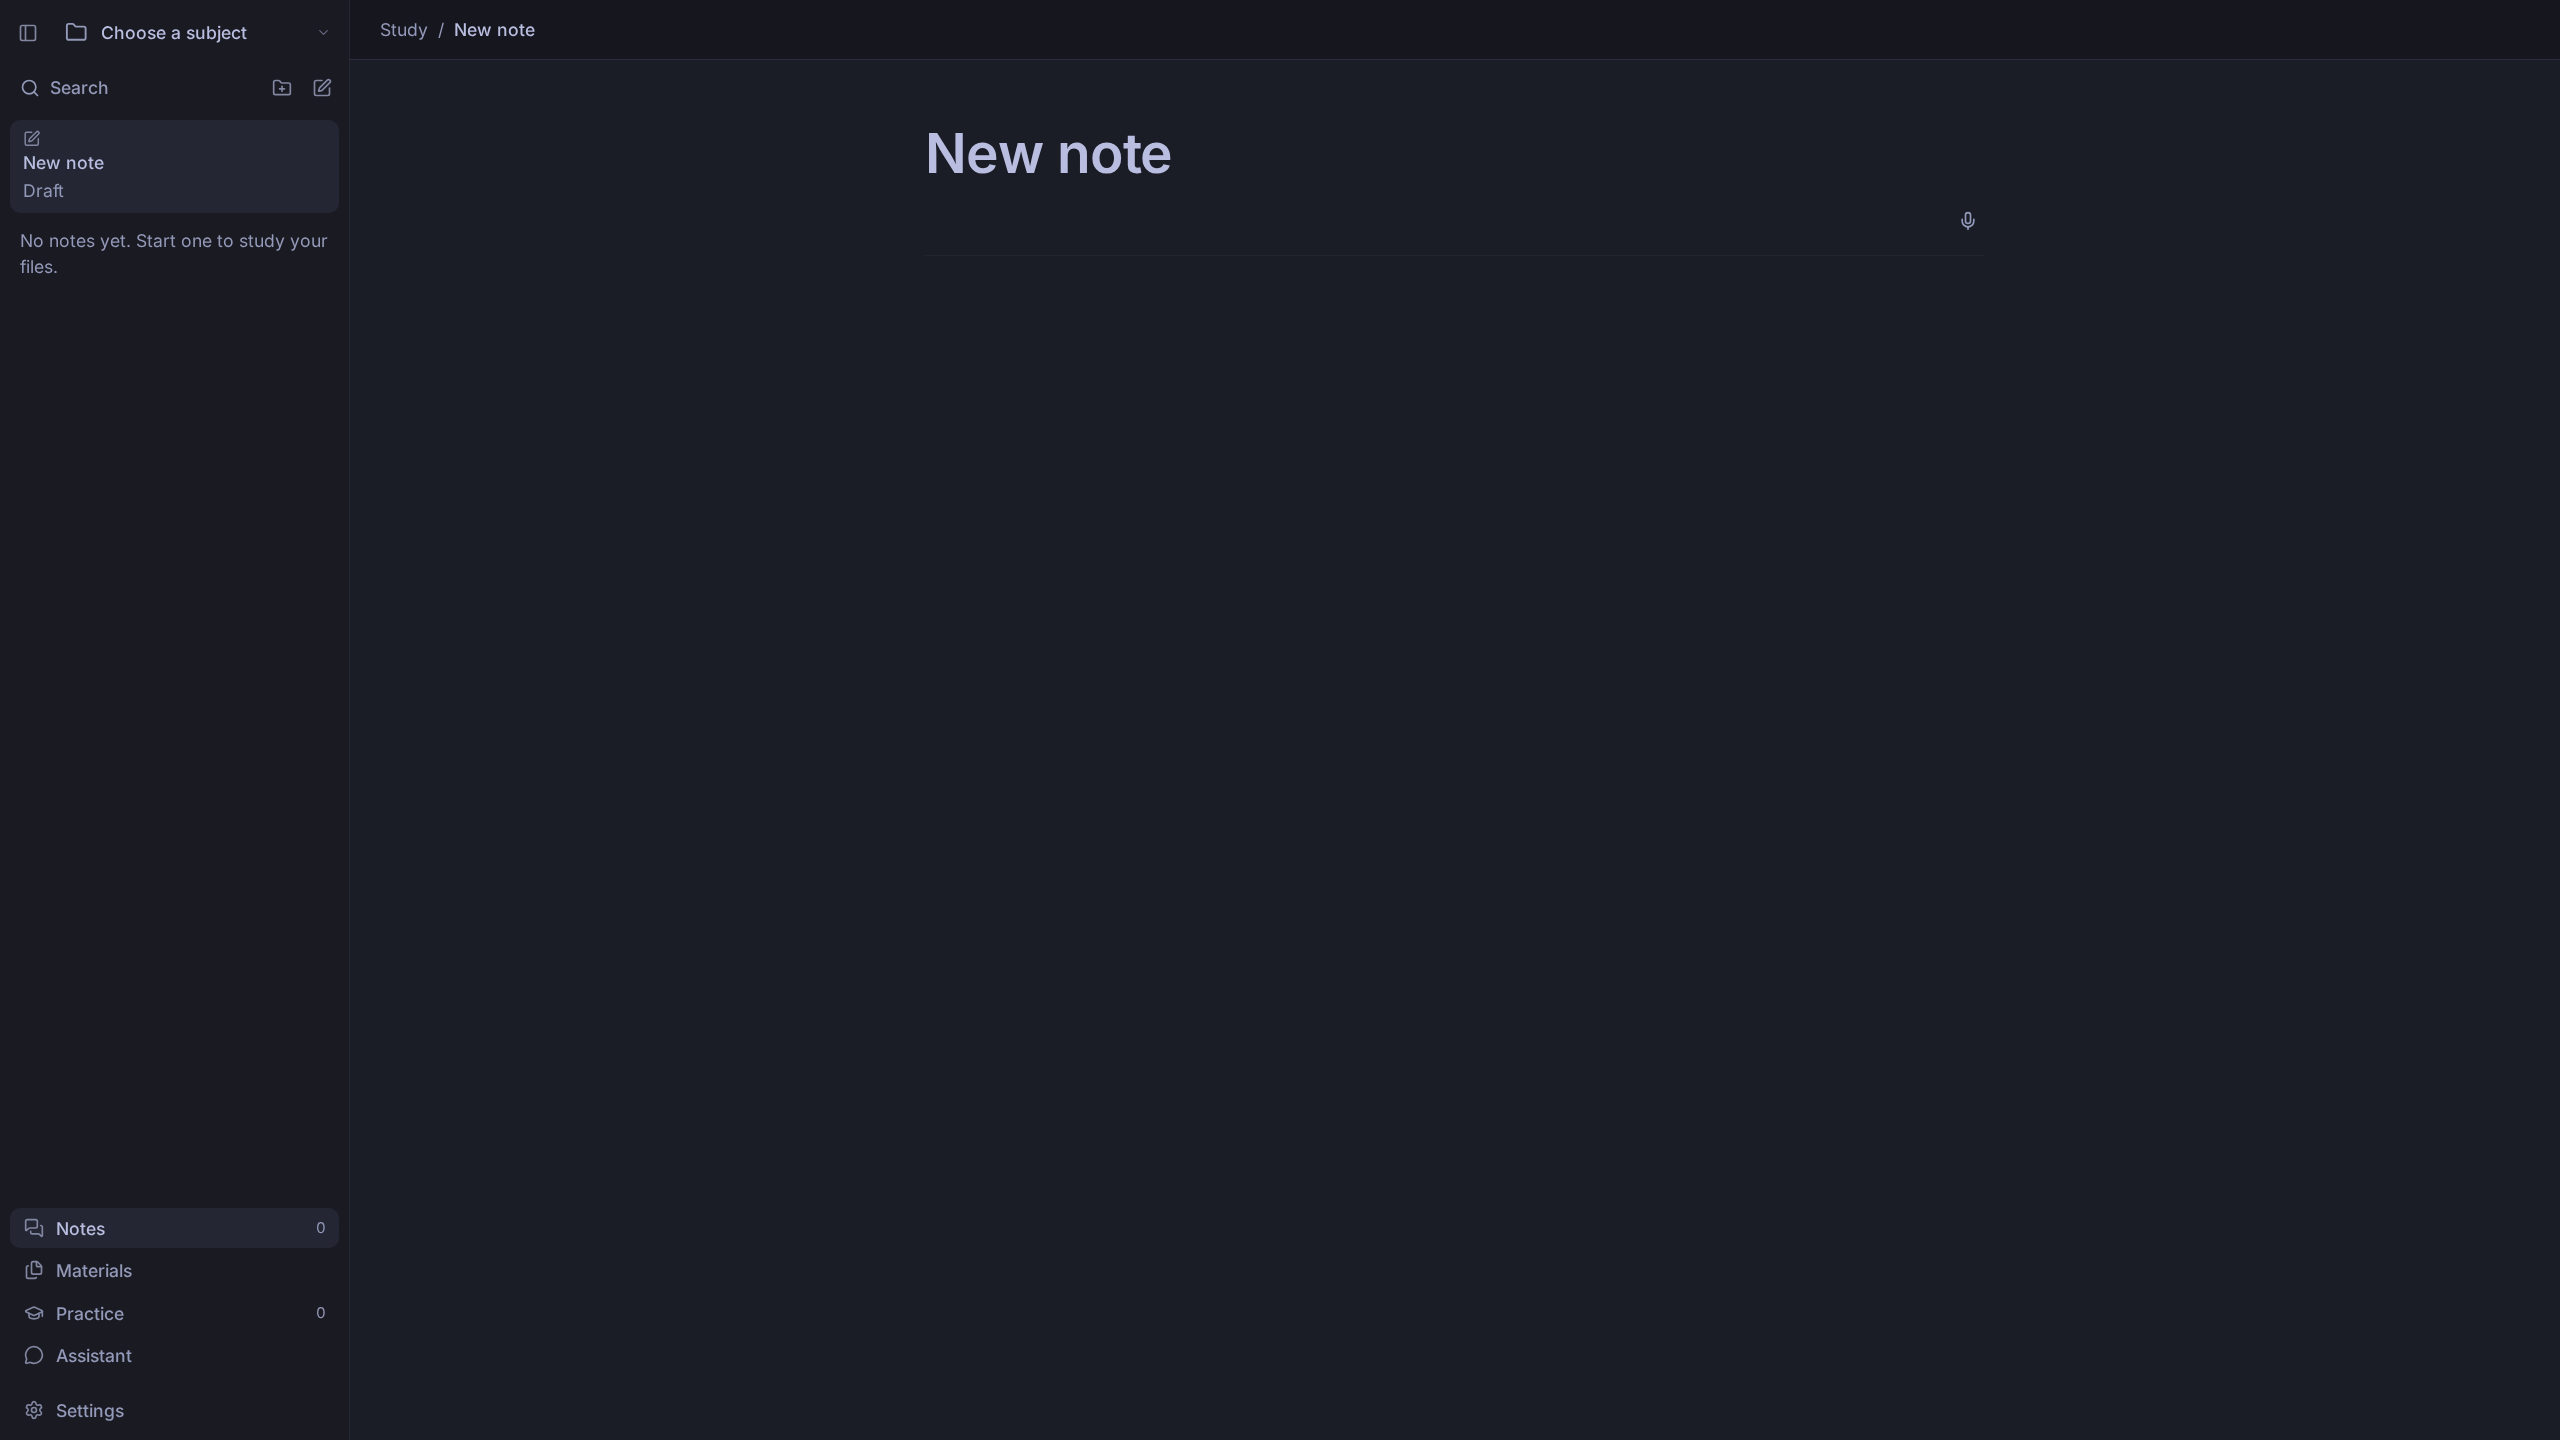 Choose a subject
Study / New note
Search
New note
Draft
No notes yet. Start one to study your
files.
New note
Notes 0
Materials
Practice 0
Assistant
Settings